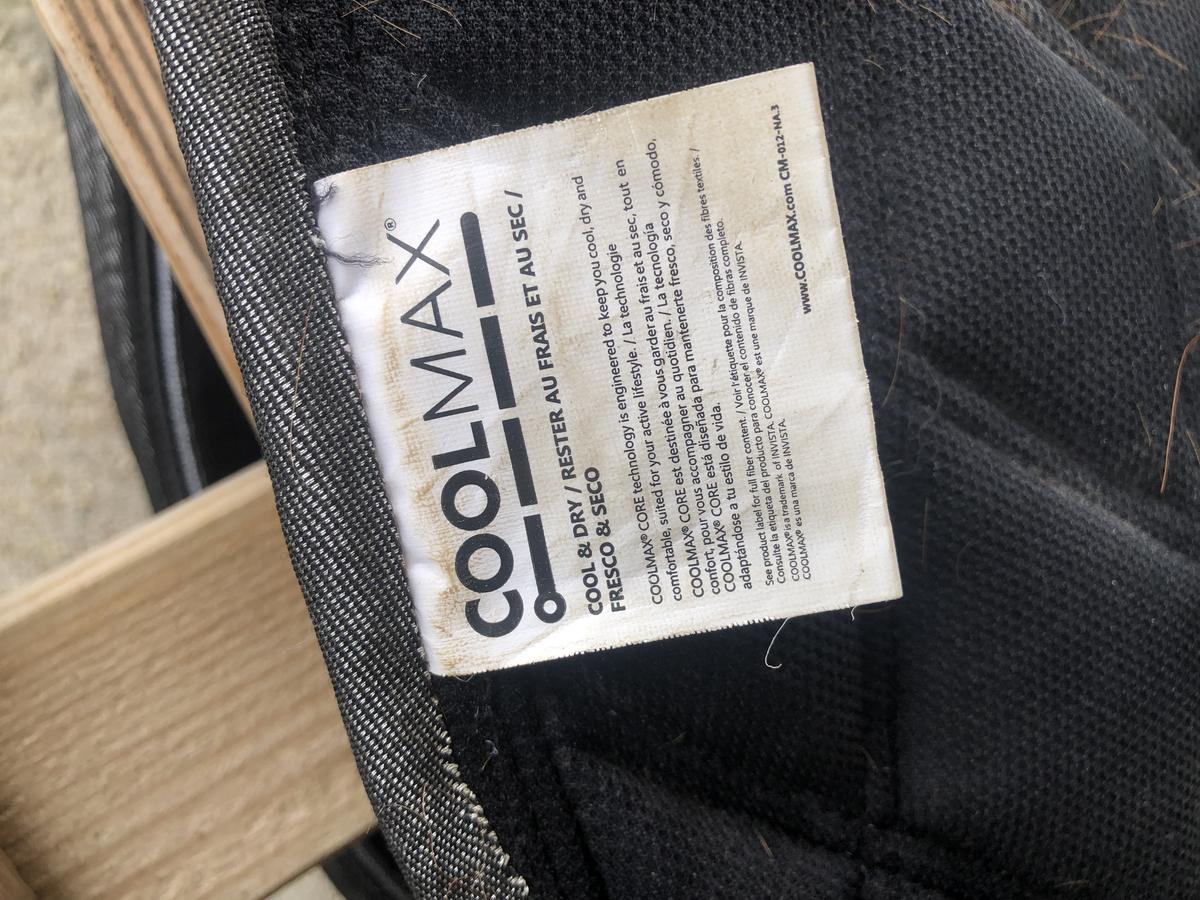 COOLMAX®
COOL & DRY / RESTER AU FRAIS ET AU SEC /
FRESCO & SECO
COOLMAX® CORE technology is engineered to keep you cool, dry and
comfortable, suited for your active lifestyle. / La technologie
COOLMAX® CORE est destinée à vous garder au frais et au sec, tout en
confort, pour vous accompagner au quotidien. / La tecnología
COOLMAX® CORE está diseñada para mantenerte fresco, seco y cómodo,
adaptándose a tu estilo de vida.
See product label for full fiber content. / Voir l'étiquette pour la composition des fibres textiles. /
Consulte la etiqueta del producto para conocer el contenido de fibras completo.
COOLMAX® is a trademark of INVISTA. COOLMAX® est une marque de INVISTA.
COOLMAX® es una marca de INVISTA.
www.COOLMAX.com CM-012-NA.3